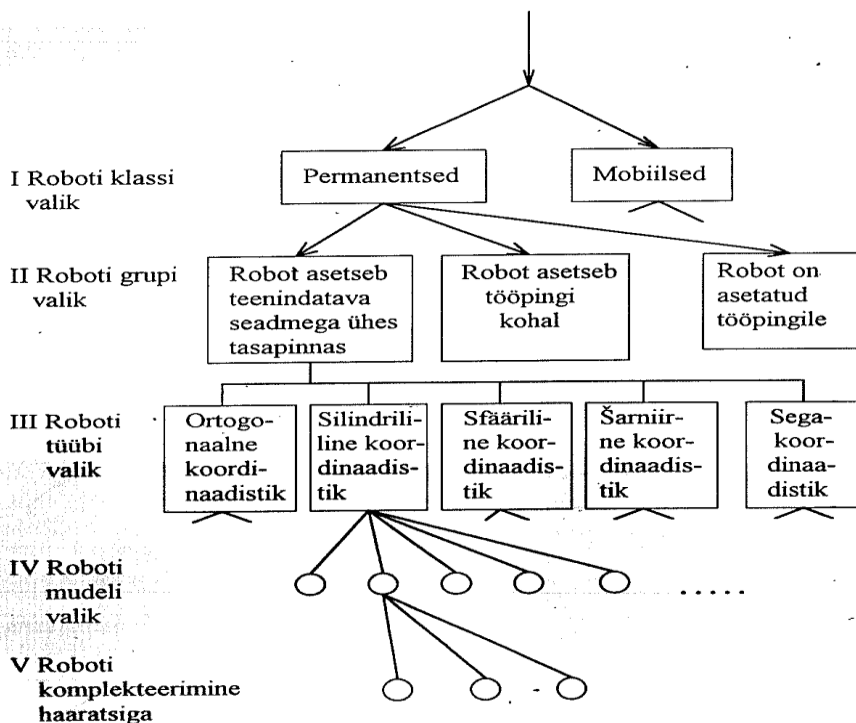 I Roboti klassi
valik
Permanentsed
Mobiilsed
II Roboti grupi
valik
Robot asetseb
teenindatava
seadmega ühes
tasapinnas
Robot asetseb
tööpingi
kohal
Robot on
asetatud
tööpingile
III Roboti
tüübi
valik
Ortogo-
naalne
koordi-
naadistik
Silindrili-
line koor-
dinaadis-
tik
Sfäärili-
ne koor-
dinaadis-
tik
Šarniir-
ne koor-
dinaadis-
tik
Sega-
koor-
dinaa-
distik
IV Roboti
mudeli
valik
.....
V Roboti
komplekteerimine
haaratsiga